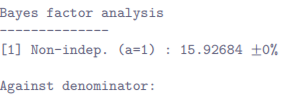 Bayes factor analysis
--------------
[1] Non-indep. (a=1) : 15.92684 ±0%
Against denominator: